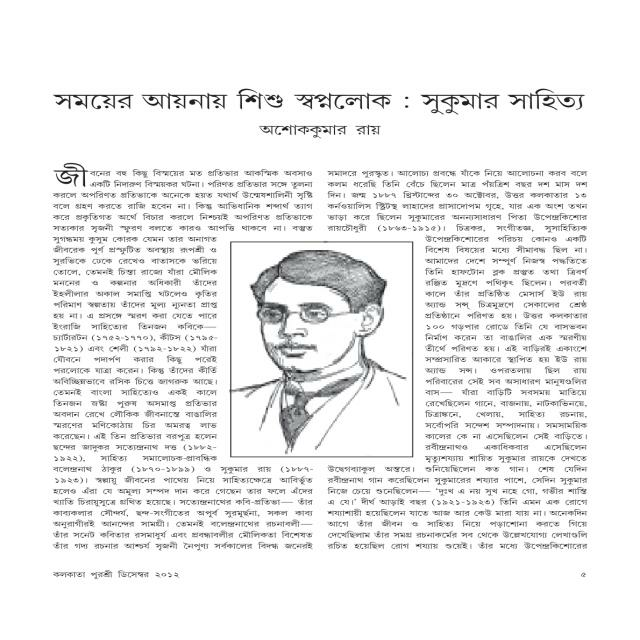 সময়ের আয়নায় শিশু স্বপ্নলোক : সুকুমার সাহিত্য
অশোককুমার রায়
জীবনের বহু কিছু বিস্ময়ের মত প্রতিভার আকস্মিক অবসাও
একটি নিদারুণ বিস্ময়কর ঘটনা। পরিণত প্রতিভার সঙ্গে তুলনা
করলে অপরিণত প্রতিভাকে অনেকে হয়ত যথার্থ উন্মেষশালিনী সৃষ্টি
বলে গ্রহণ করতে রাজি হবেন না। কিন্তু আভিধানিক শব্দার্থ ত্যাগ
করে প্রকৃতিগত অর্থে বিচার করলে নিশ্চয়ই অপরিণত প্রতিভাকে
সত্যকার সৃজনী স্ফুরণ বলতে কারও আপত্তি থাকবে না। বস্তুত
সুগন্ধময় কুসুম কোরক যেমন তার অনাগত
জীবনেরে পূর্ণ প্রস্ফুটিত অবস্থায় রূপশ্রী ও
সুরভিকে ঢেকে রেখেও বাতাসকে ভরিয়ে
তোলে, তেমনই চিন্তা রাজ্যে যাঁরা মৌলিক
মননের ও কল্পনার অধিকারী তাঁদের
ইহলীলার অকাল সমাপ্তি ঘটলেও কৃতির
পরিমাণ স্বল্পতায় তাঁদের মূল্য ন্যূনতা প্রাপ্ত
হয় না। এ প্রসঙ্গে স্মরণ করা যেতে পারে
ইংরাজি সাহিত্যের তিনজন কবিকে—
চ্যাটারটন (১৭৫২-১৭৭০), কীটস (১৭৯৫-
১৮২১) এবং শেলী (১৭৯২-১৮২২) যাঁরা
যৌবনে পদার্পণ করার কিছু পরেই
পরলোকে যাত্রা করেন। কিন্তু তাঁদের কীর্তি
অবিচ্ছিন্নভাবে রসিক চিত্তে জাগরুক আছে।
তেমনই বাংলা সাহিত্যেও একই কালে
তিনজন স্রষ্টা পুরুষ অসমাপ্ত প্রতিভার
অবদান রেখে লৌকিক জীবনান্তে বাঙালির
স্মরণের মণিকোঠায় চির অমরত্ব লাভ
করেছেন। এই তিন প্রতিভার বরপুত্র হলেন
ছন্দের জাদুকর সত্যেন্দ্রনাথ দত্ত (১৮৮২-
১৯২২), সাহিত্য সমালোচক-প্রাবন্ধিক
বলেন্দ্রনাথ ঠাকুর (১৮৭০-১৮৯৯) ও সুকুমার রায় (১৮৮৭-
১৯২৩)। স্বল্পায়ু জীবনের পাথেয় নিয়ে সাহিত্যক্ষেত্রে আবির্ভূত
হলেও এঁরা যে অমূল্য সম্পদ দান করে গেছেন তার ফলে এঁদের
খ্যাতি চিরায়ুসূত্রে গ্রথিত হয়েছে। সত্যেন্দ্রনাথের কবি-প্রতিভা— তাঁর
কাব্যকলার সৌন্দর্য, ছন্দ-সংগীতের অপূর্ব সুরমূর্ছনা, সকল কাব্য
অনুরাগীরই আনন্দের সামগ্রী। তেমনই বলেন্দ্রনাথের রচনাবলী—
তাঁর সনেট কবিতার রসমাধুর্য এবং প্রবন্ধাবলীর মৌলিকতা বিশেষত
তাঁর গদ্য রচনার আশ্চর্য সৃজনী নৈপুণ্য সর্বকালের বিদগ্ধ জনেরই
সমাদরে পুরস্কৃত। আলোচ্য প্রবন্ধে যাঁকে নিয়ে আলোচনা করব বলে
কলম ধরেছি তিনি বেঁচে ছিলেন মাত্র পঁয়ত্রিশ বছর দশ মাস দশ
দিন। জন্ম ১৮৮৭ খ্রিস্টাব্দের ৩০ অক্টোবর, উত্তর কলকাতার ১৩
কর্নওয়ালিস স্ট্রিটস্থ লাহাদের প্রাসাদোপম গৃহে, যার এক অংশ তখন
ভাড়া করে ছিলেন সুকুমারের অনন্যসাধারণ পিতা উপেন্দ্রকিশোর
রায়চৌধুরী (১৮৬৩-১৯১৫)। চিত্রকর, সংগীতজ্ঞ, সুসাহিত্যিক
উপেন্দ্রকিশোরের পরিচয় কোনও একটি
বিশেষ বিষয়ের মধ্যে সীমাবদ্ধ ছিল না।
আমাদের দেশে সম্পূর্ণ নিজস্ব পদ্ধতিতে
তিনি হাফটোন ব্লক প্রস্তুত তথা ত্রিবর্ণ
রঞ্জিত মুদ্রণে পথিকৃৎ ছিলেন। পরবর্তী
কালে তাঁর প্রতিষ্ঠিত মেসার্স ইউ রায়
অ্যান্ড সন্স্ চিত্রমুদ্রণে সেকালের শ্রেষ্ঠ
প্রতিষ্ঠানে পরিণত হয়। উত্তর কলকাতার
১০০ গড়পার রোডে তিনি যে বাসভবন
নির্মাণ করেন তা বাঙালির এক স্মরণীয়
তীর্থে পরিণত হয়। এই বাড়িরই একাংশে
সম্প্রসারিত আকারে স্থাপিত হয় ইউ রায়
অ্যান্ড সন্স। ওপরতলায় ছিল রায়
পরিবারের সেই সব অসাধারণ মানুষগুলির
বাস— যাঁরা বাড়িটি সবসময় মাতিয়ে
রেখেছিলেন গানে, বাজনায়, নাটকাভিনয়ে,
চিত্রাঙ্কনে, খেলায়, সাহিত্য রচনায়,
সর্বোপরি সন্দেশ সম্পাদনায়। সমসাময়িক
কালের কে না এসেছিলেন সেই বাড়িতে।
রবীন্দ্রনাথও একাধিকবার এসেছিলেন
মৃত্যুশয্যায় শায়িত সুকুমার রায়কে দেখতে
উদ্বেগব্যাকুল অন্তরে। শুনিয়েছিলেন কত গান। শেষ যেদিন
রবীন্দ্রনাথ গান করেছিলেন সুকুমারের শয্যার পাশে, সেদিন সুকুমার
নিজে চেয়ে শুনেছিলেন— 'দুঃখ এ নয় সুখ নহে গো, গভীর শান্তি
এ যে।' দীর্ঘ আড়াই বছর (১৯২১-১৯২৩) তিনি এমন এক রোগে
শয্যাশায়ী হয়েছিলেন যাতে আজ আর কেউ মারা যায় না। অনেকদিন
আগে তাঁর জীবন ও সাহিত্য নিয়ে পড়াশোনা করতে গিয়ে
দেখেছিলাম তাঁর সমগ্র রচনাকর্মের সব থেকে উল্লেখযোগ্য লেখাগুলি
রচিত হয়েছিল রোগ শয্যায় শুয়েই। তাঁর মধ্যে উপেন্দ্রকিশোরের
কলকাতা পুরশ্রী ডিসেম্বর ২০১২
৫